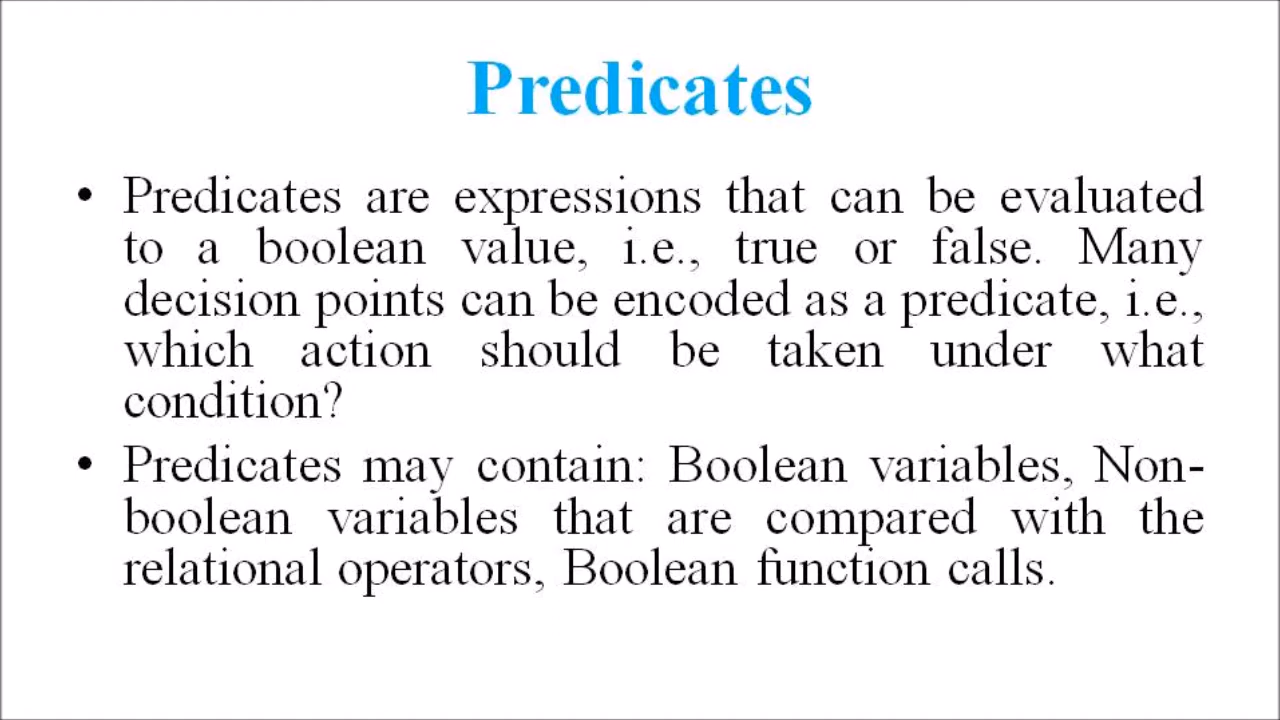 Predicates
• Predicates are expressions that can be evaluated
to a boolean value, i.e., true or false. Many
decision points can be encoded as a predicate, i.e.,
which action should be taken under what
condition?
• Predicates may contain: Boolean variables, Non-
boolean variables that are compared with the
relational operators, Boolean function calls.